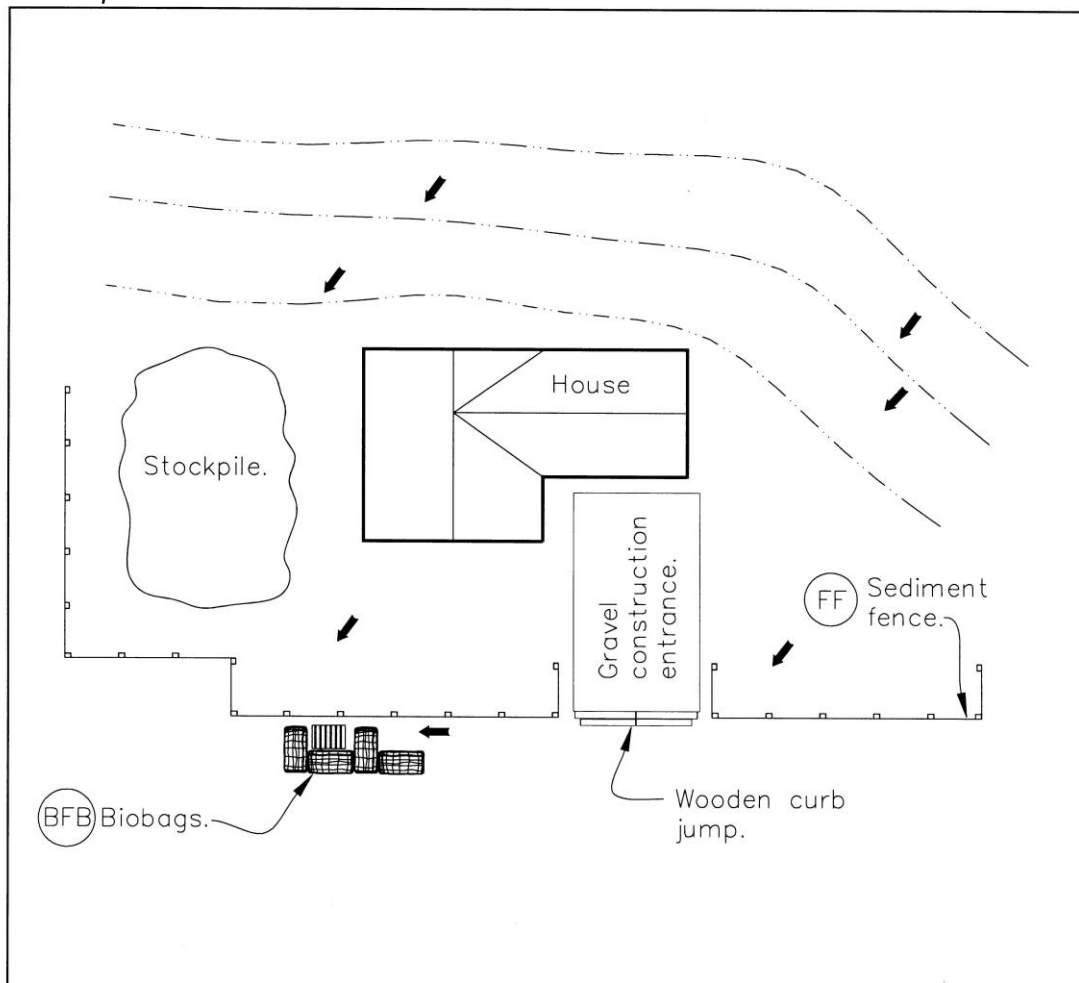 House
Stockpile.
Gravel
construction
entrance.
FF
Sediment
fence.
BFB
Biobags.
Wooden curb
jump.